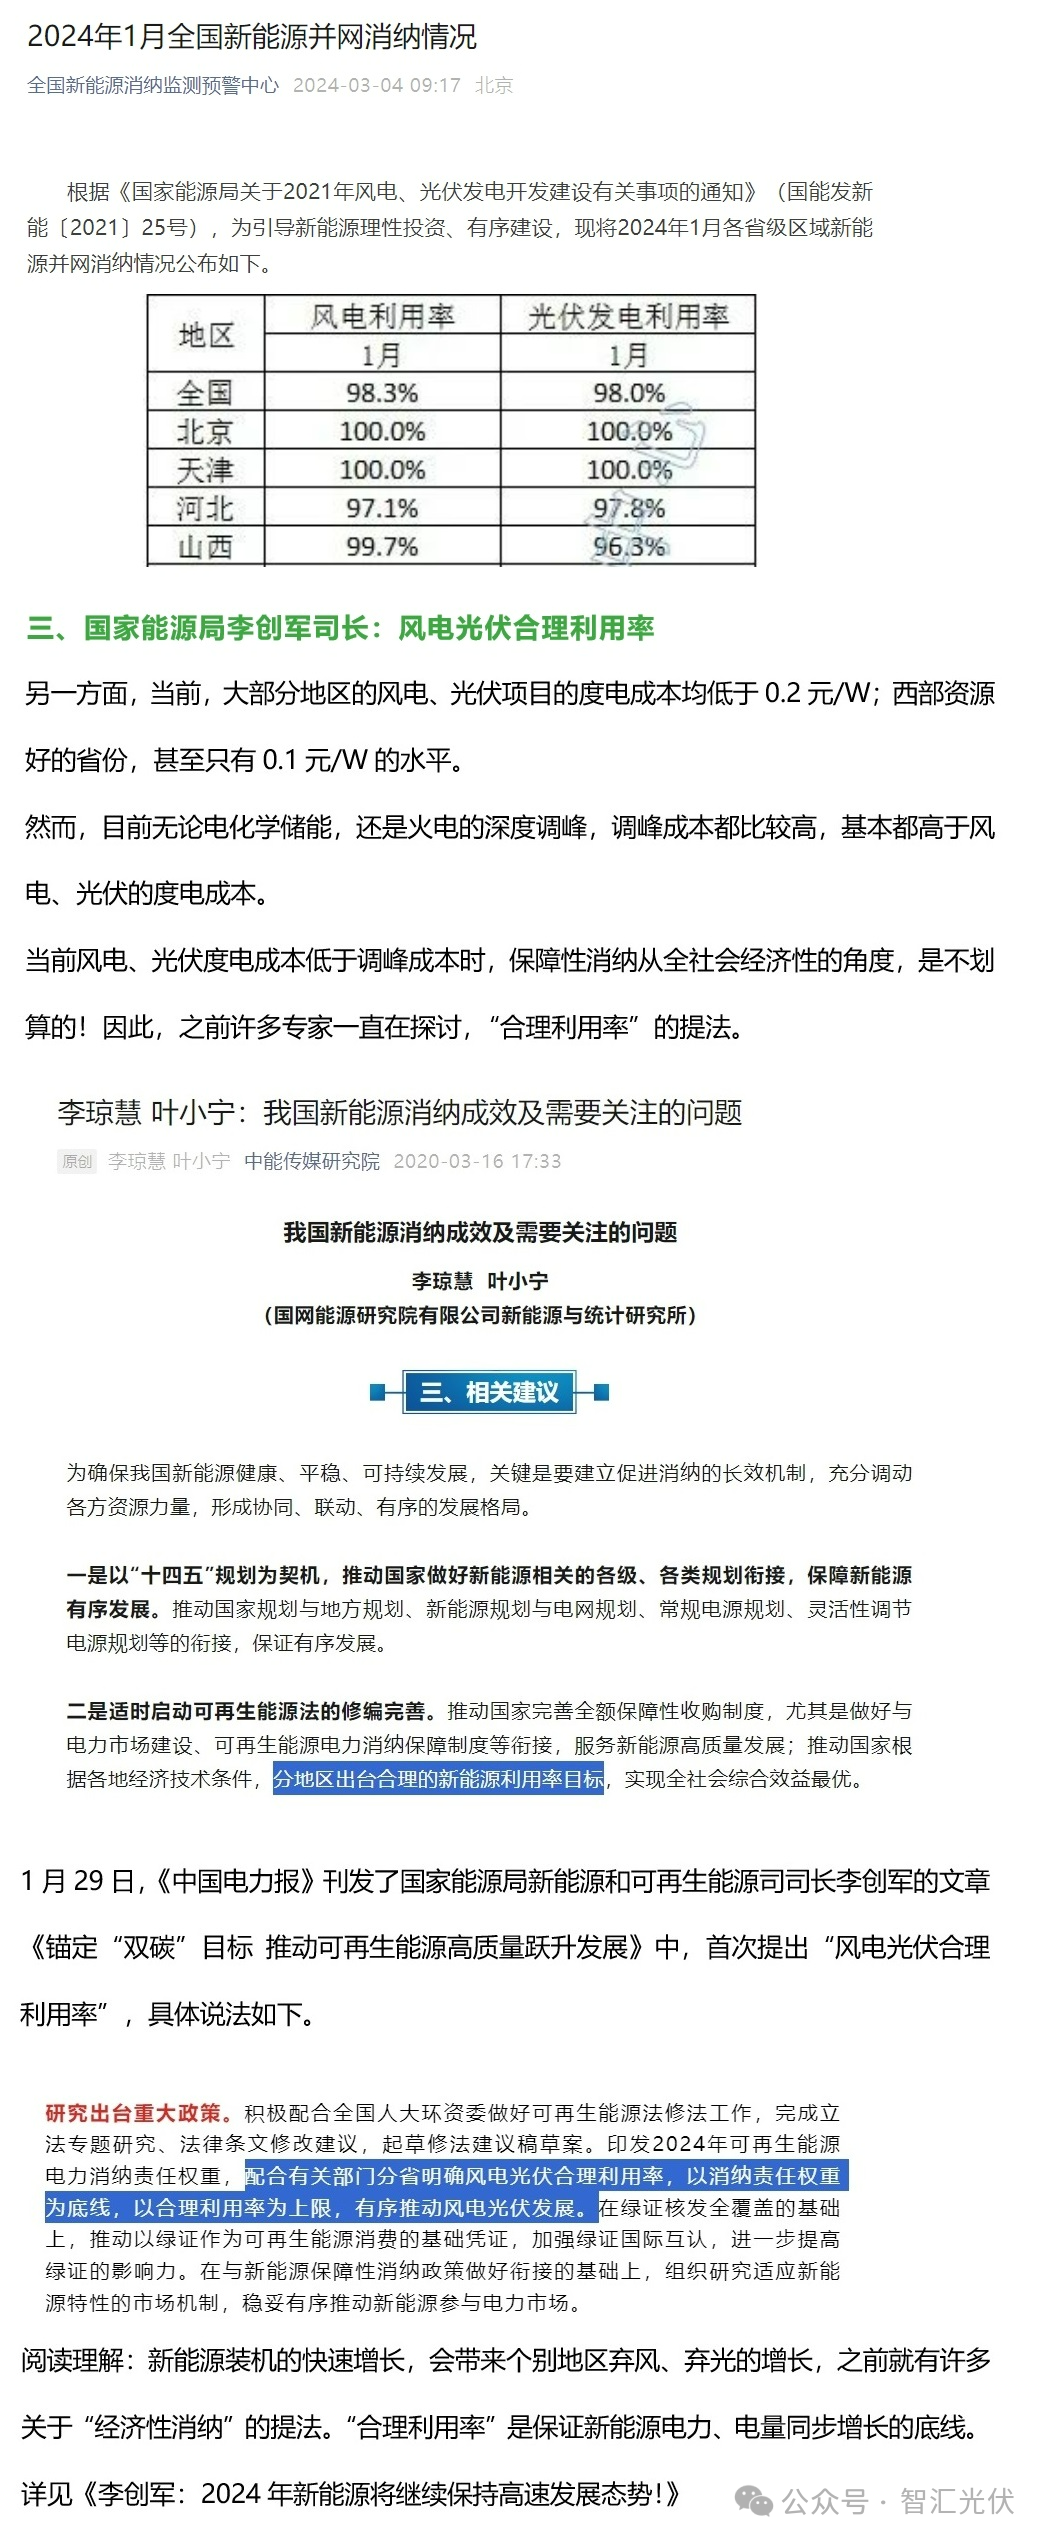 2024年1月全国新能源并网消纳情况
全国新能源消纳监测预警中心 2024-03-04 09:17 北京
根据《国家能源局关于2021年风电、光伏发电开发建设有关事项的通知》（国能发新
能〔2021〕25号），为引导新能源理性投资、有序建设，现将2024年1月各省级区域新能
源并网消纳情况公布如下。
地区 风电利用率 光伏发电利用率
1月 1月
全国 98.3% 98.0%
北京 100.0% 100.0%
天津 100.0% 100.0%
河北 97.1% 97.8%
山西 99.7% 96.3%
三、国家能源局李创军司长：风电光伏合理利用率
另一方面，当前，大部分地区的风电、光伏项目的度电成本均低于 0.2 元/W；西部资源
好的省份，甚至只有 0.1 元/W 的水平。
然而，目前无论电化学储能，还是火电的深度调峰，调峰成本都比较高，基本都高于风
电、光伏的度电成本。
当前风电、光伏度电成本低于调峰成本时，保障性消纳从全社会经济性的角度，是不划
算的！因此，之前许多专家一直在探讨，“合理利用率”的提法。
李琼慧 叶小宁：我国新能源消纳成效及需要关注的问题
原创 李琼慧 叶小宁 中能传媒研究院 2020-03-16 17:33
我国新能源消纳成效及需要关注的问题
李琼慧 叶小宁
（国网能源研究院有限公司新能源与统计研究所）
三、相关建议
为确保我国新能源健康、平稳、可持续发展，关键是要建立促进消纳的长效机制，充分调动
各方资源力量，形成协同、联动、有序的发展格局。
一是以“十四五”规划为契机，推动国家做好新能源相关的各级、各类规划衔接，保障新能源
有序发展。推动国家规划与地方规划、新能源规划与电网规划、常规电源规划、灵活性调节
电源规划等的衔接，保证有序发展。
二是适时启动可再生能源法的修编完善。推动国家完善全额保障性收购制度，尤其是做好与
电力市场建设、可再生能源电力消纳保障制度等衔接，服务新能源高质量发展；推动国家根
据各地经济技术条件，分地区出台合理的新能源利用率目标，实现全社会综合效益最优。
1 月 29 日，《中国电力报》刊发了国家能源局新能源和可再生能源司司长李创军的文章
《锚定“双碳”目标 推动可再生能源高质量跃升发展》中，首次提出“风电光伏合理
利用率”，具体说法如下。
研究出台重大政策。积极配合全国人大环资委做好可再生能源法修法工作，完成立
法专题研究、法律条文修改建议，起草修法建议稿草案。印发2024年可再生能源
电力消纳责任权重，配合有关部门分省明确风电光伏合理利用率，以消纳责任权重
为底线，以合理利用率为上限，有序推动风电光伏发展。在绿证核发全覆盖的基础
上，推动以绿证作为可再生能源消费的基础凭证，加强绿证国际互认，进一步提高
绿证的影响力。在与新能源保障性消纳政策做好衔接的基础上，组织研究适应新能
源特性的市场机制，稳妥有序推动新能源参与电力市场。
阅读理解：新能源装机的快速增长，会带来个别地区弃风、弃光的增长，之前就有许多
关于“经济性消纳”的提法。“合理利用率”是保证新能源电力、电量同步增长的底线。
详见《李创军：2024 年新能源将继续保持高速发展态势！》
公众号 · 智汇光伏